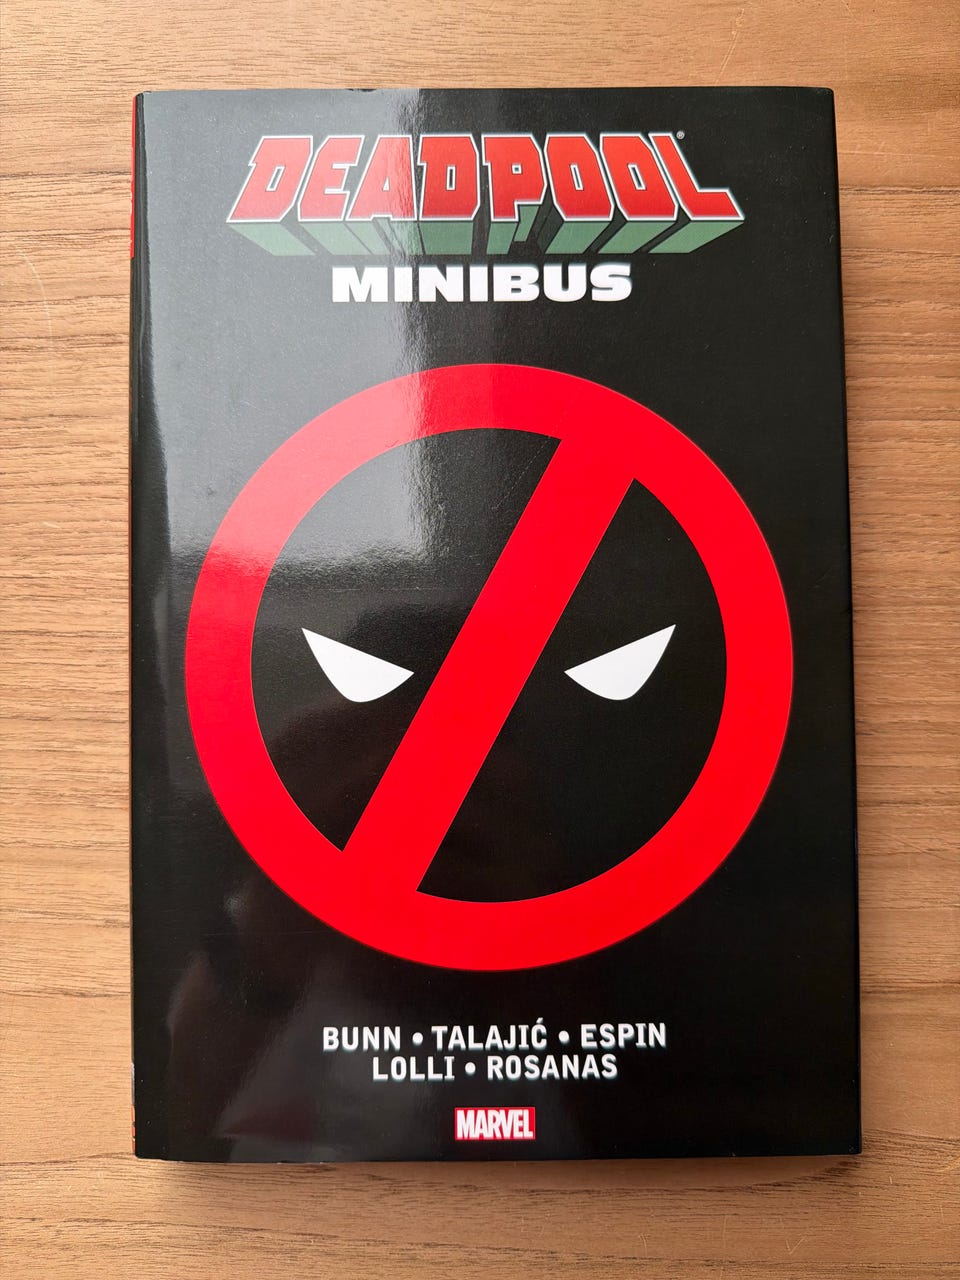 DEADPOOL®
MINIBUS
BUNN • TALAJIĆ • ESPIN
LOLLI • ROSANAS
MARVEL